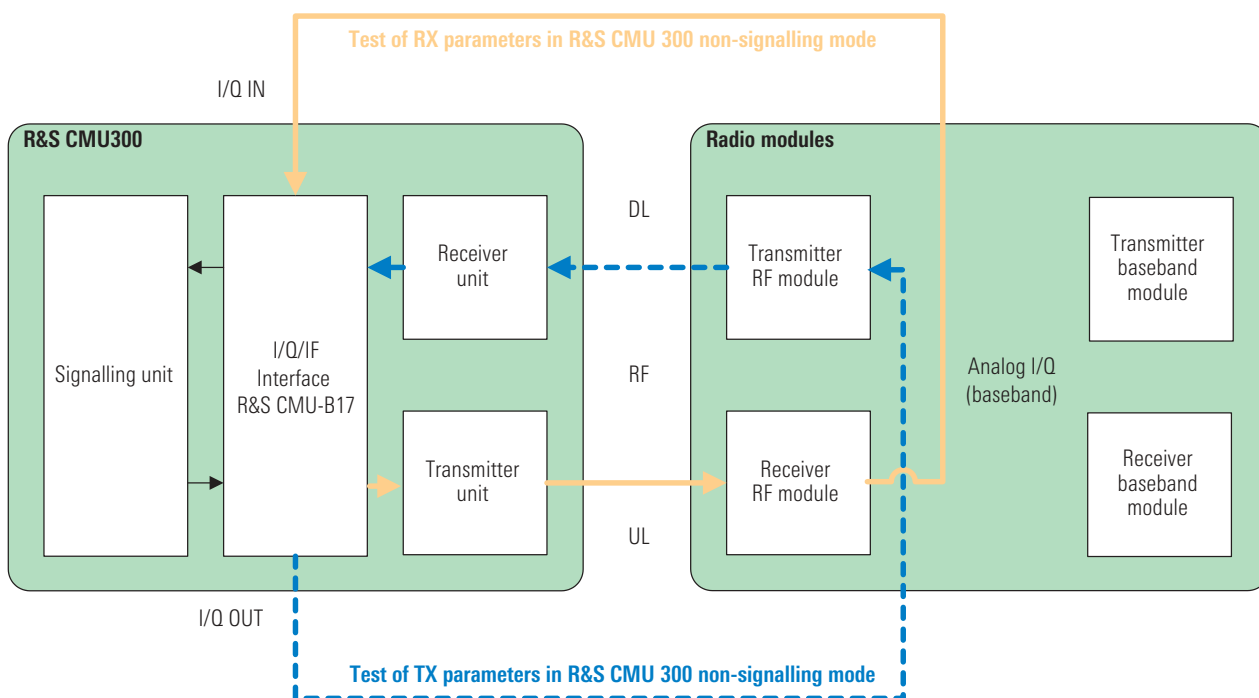 Test of RX parameters in R&S CMU 300 non-signalling mode
I/Q IN
R&S CMU300
Radio modules
Signalling unit
I/Q/IF
Interface
R&S CMU-B17
Receiver
unit
Transmitter
unit
DL
RF
UL
Transmitter
RF module
Receiver
RF module
Analog I/Q
(baseband)
Transmitter
baseband
module
Receiver
baseband
module
I/Q OUT
Test of TX parameters in R&S CMU 300 non-signalling mode